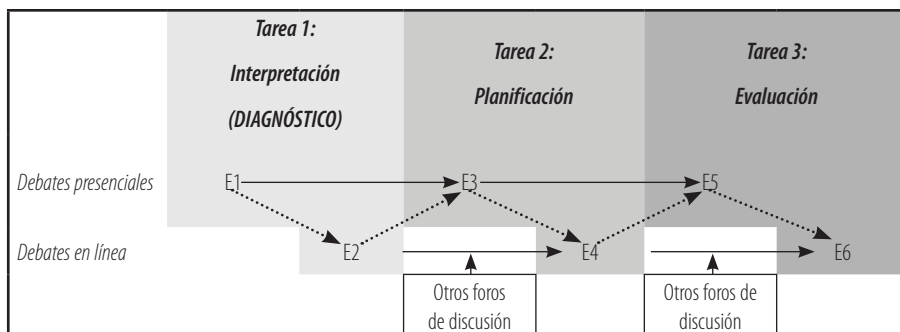 Tarea 1:
Interpretación
(DIAGNÓSTICO)
Tarea 2:
Planificación
Tarea 3:
Evaluación
Debates presenciales
E1
E3
E5
Debates en línea
E2
E4
E6
Otros foros
de discusión
Otros foros de
discusión